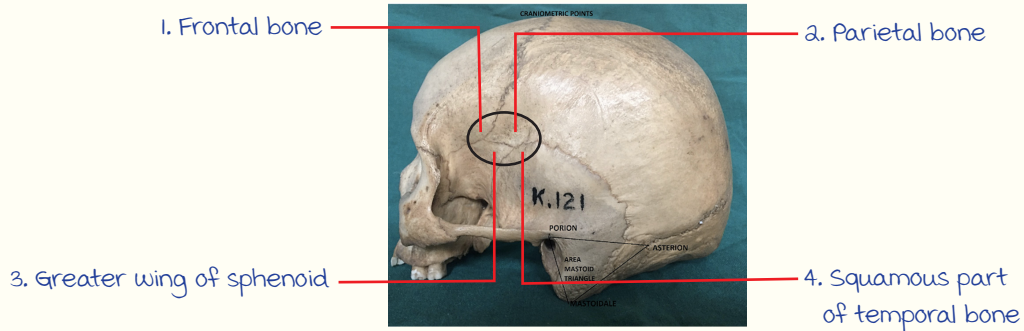 CRANIOMETRIC POINTS
1. Frontal bone
2. Parietal bone
K.121
PORION
ASTERION
AREA
MASTOID
TRIANGLE
MASTOIDALE
3. Greater wing of sphenoid
4. Squamous part
of temporal bone